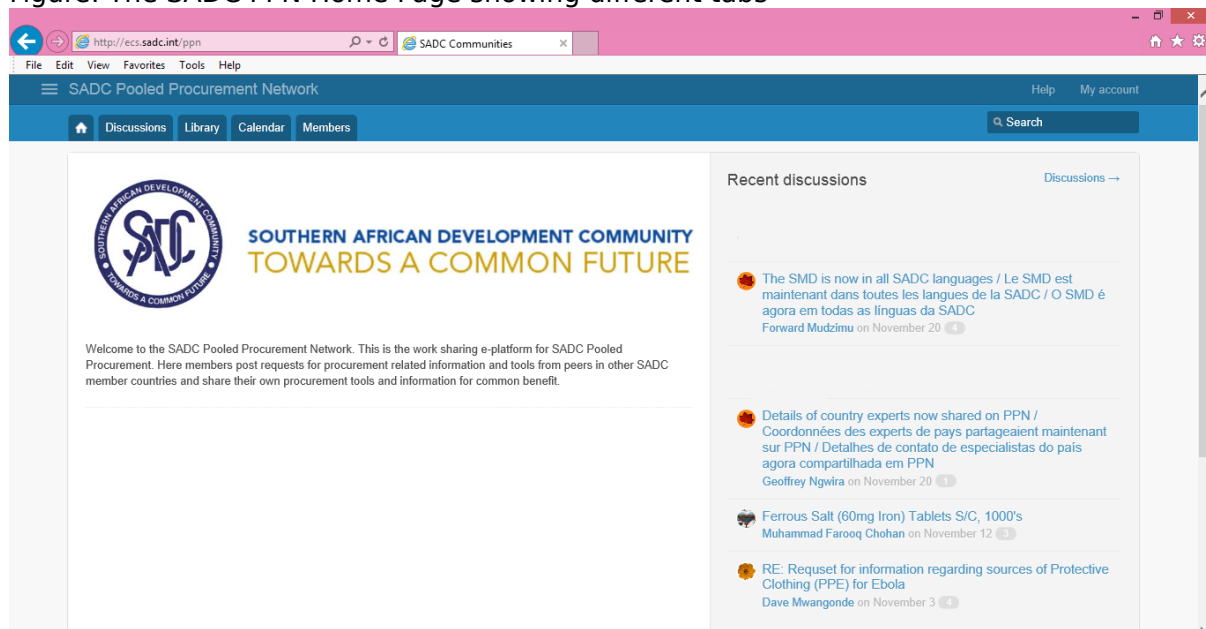 Figure: The SADC PPN Home Page showing different tabs
http://ecs.sadc.int/ppn
SADC Communities
File Edit View Favorites Tools Help
SADC Pooled Procurement Network
Help My account
Discussions Library Calendar Members
Search
SOUTHERN AFRICAN DEVELOPMENT COMMUNITY
SADC
TOWARDS A COMMON FUTURE
SOUTHERN AFRICAN DEVELOPMENT COMMUNITY
TOWARDS A COMMON FUTURE
Welcome to the SADC Pooled Procurement Network. This is the work sharing e-platform for SADC Pooled
Procurement. Here members post requests for procurement related information and tools from peers in other SADC
member countries and share their own procurement tools and information for common benefit.
Recent discussions
Discussions →
The SMD is now in all SADC languages / Le SMD est
maintenant dans toutes les langues de la SADC / O SMD é
agora em todas as línguas da SADC
Forward Mudzimu on November 20 4
Details of country experts now shared on PPN /
Coordonnées des experts de pays partageaient maintenant
sur PPN / Detalhes de contato de especialistas do país
agora compartilhada em PPN
Geoffrey Ngwira on November 20 1
Ferrous Salt (60mg Iron) Tablets S/C, 1000's
Muhammad Farooq Chohan on November 12 3
RE: Requset for information regarding sources of Protective
Clothing (PPE) for Ebola
Dave Mwangonde on November 3 4